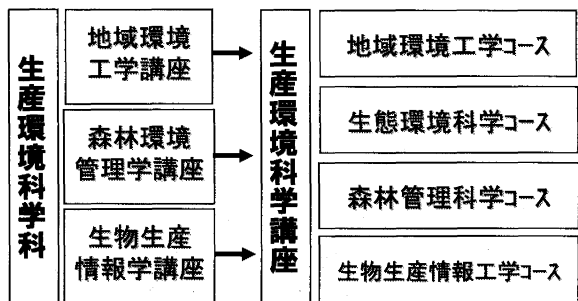 生産環境科学科
地域環境
工学講座
森林環境
管理学講座
生物生産
情報学講座
生産環境科学講座
地域環境工学コース
生態環境科学コース
森林管理科学コース
生物生産情報工学コース